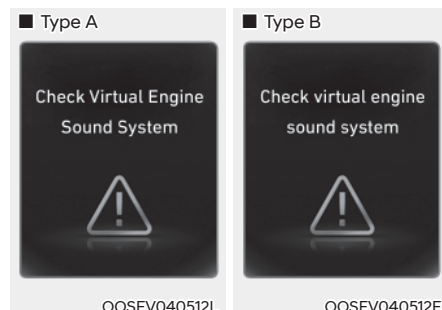 ■ Type A
Check Virtual Engine
Sound System
OOSEV040512L
■ Type B
Check virtual engine
sound system
OOSEV040512E